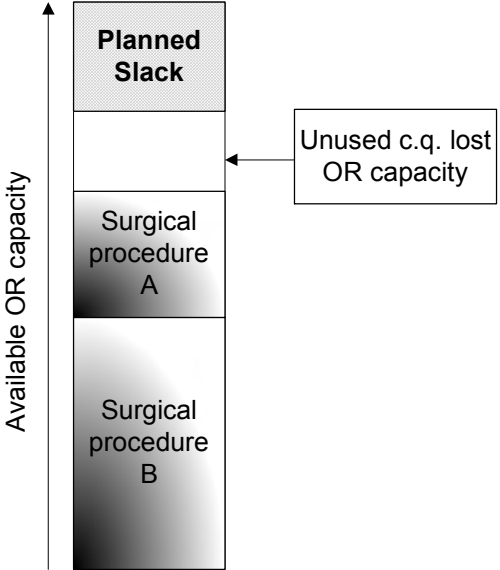 Planned
Slack
Unused c.q. lost
OR capacity
Surgical
procedure
A
Surgical
procedure
B
Available OR capacity